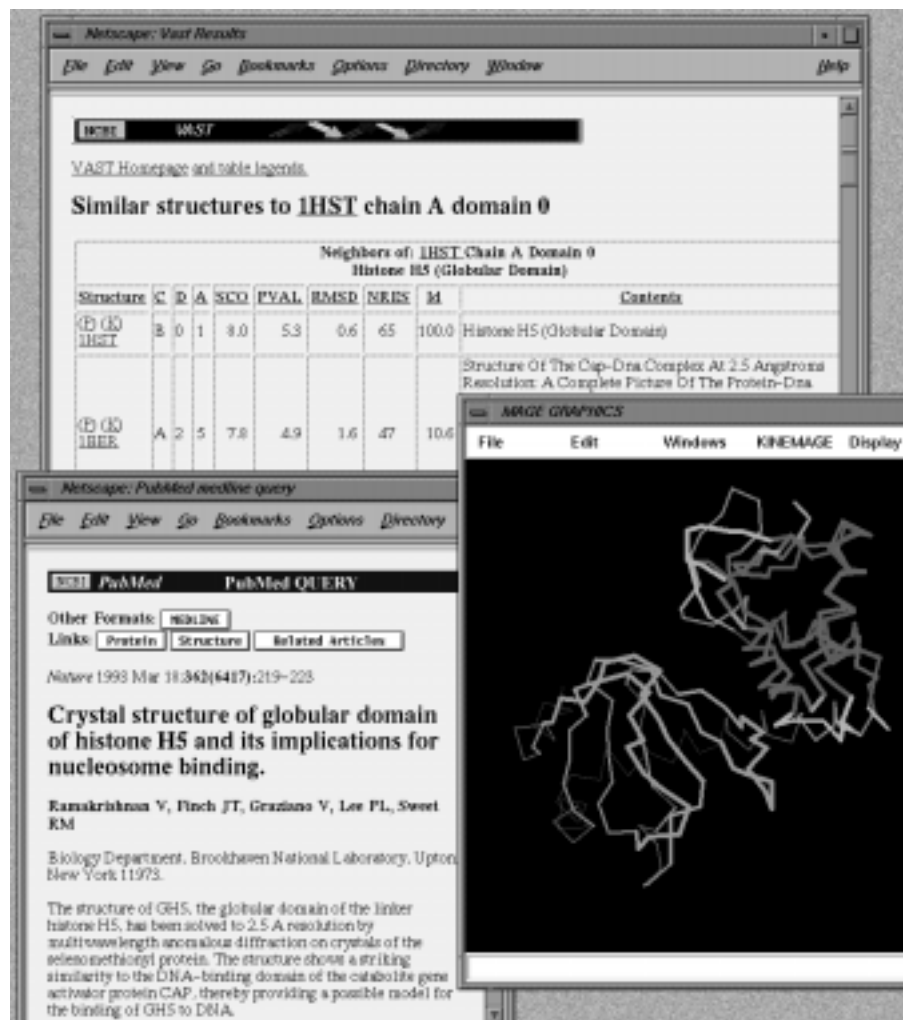 Netscape: Vast Results
File Edit View Go Bookmarks Options Directory Window Help
NCBI VAST
VAST Homepage and table legends.
Similar structures to 1HST chain A domain 0
Neighbors of: 1HST Chain A Domain 0
Histone H5 (Globular Domain)
Structure C D A SCO PVAL RMSD NRES M Contents
(P) (K)
1HST B 0 1 8.0 5.3 0.6 65 100.0 Histone H5 (Globular Domain)
Structure Of The Cap-Dna Complex At 2.5 Angstroms
Resolution: A Complete Picture Of The Protein-Dna
(P) (K)
1BER A 2 5 7.8 4.9 1.6 47 10.6
MAGE GRAPHICS
File Edit Windows KINEMAGE Display
Netscape: PubMed medline query
File Edit View Go Bookmarks Options Directory
NCBI PubMed PubMed QUERY
Other Formats: MEDLINE
Links: Protein Structure Related Articles
Nature 1993 Mar 18;362(6417):219-223
Crystal structure of globular domain
of histone H5 and its implications for
nucleosome binding.
Ramakrishnan V, Finch JT, Graziano V, Lee PL, Sweet
RM
Biology Department, Brookhaven National Laboratory, Upton,
New York 11973.
The structure of GH5, the globular domain of the linker
histone H5, has been solved to 2.5 A resolution by
multiwavelength anomalous diffraction on crystals of the
selenomethionyl protein. The structure shows a striking
similarity to the DNA-binding domain of the catabolite gene
activator protein CAP, thereby providing a possible model for
the binding of GH5 to DNA.